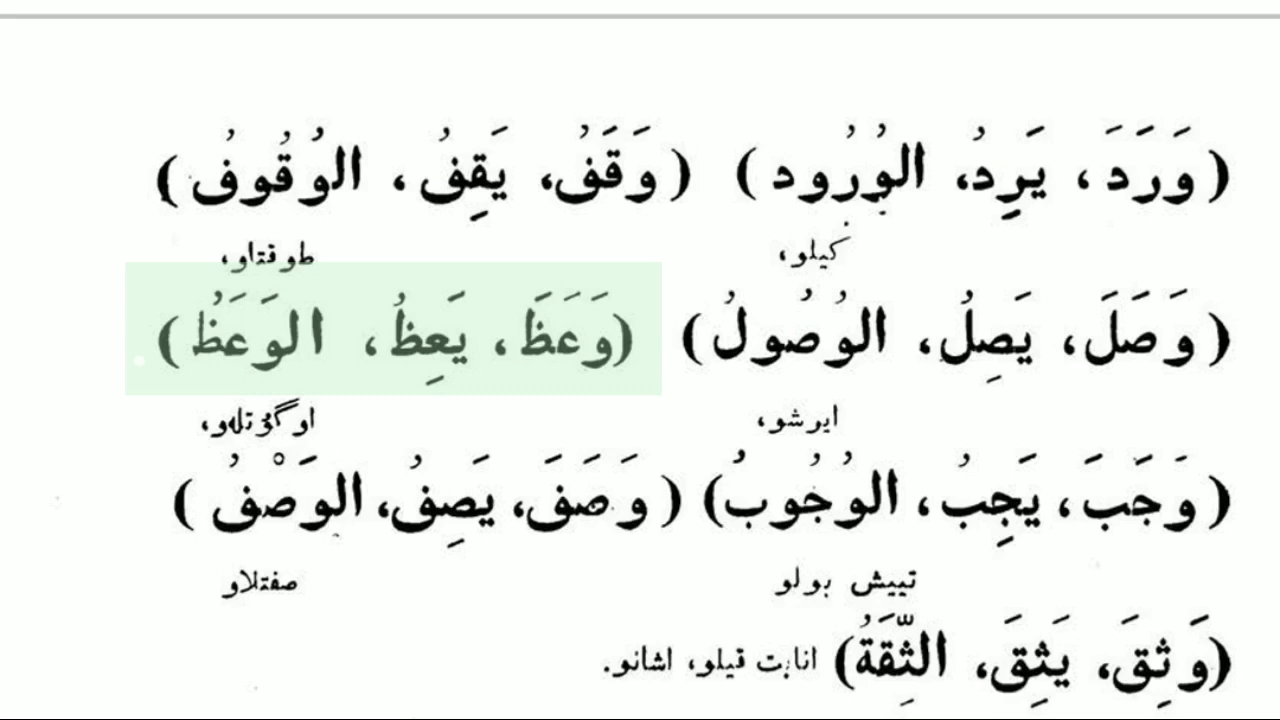 (وَرَدَ، يَرِدُ، الوُرُود) (وَقَفُ، يَقِفُ، الوُقُوفُ)
كيلو، طوقتاو،
(وَصَلَ، يَصِلُ، الوُصُولُ) (وَعَظَ، يَعِظُ، الوَعَظُ)
ايرشو،
(وَجَبَ، يَجِبُ، الوُجُوبُ) (وَصَفَ، يَصِفُ، الوَصْفُ)
تييش بولو صفتلاو
(وَثِقَ، يَثِقَ، الثِّقَةُ) انابت قيلو، اشانو.